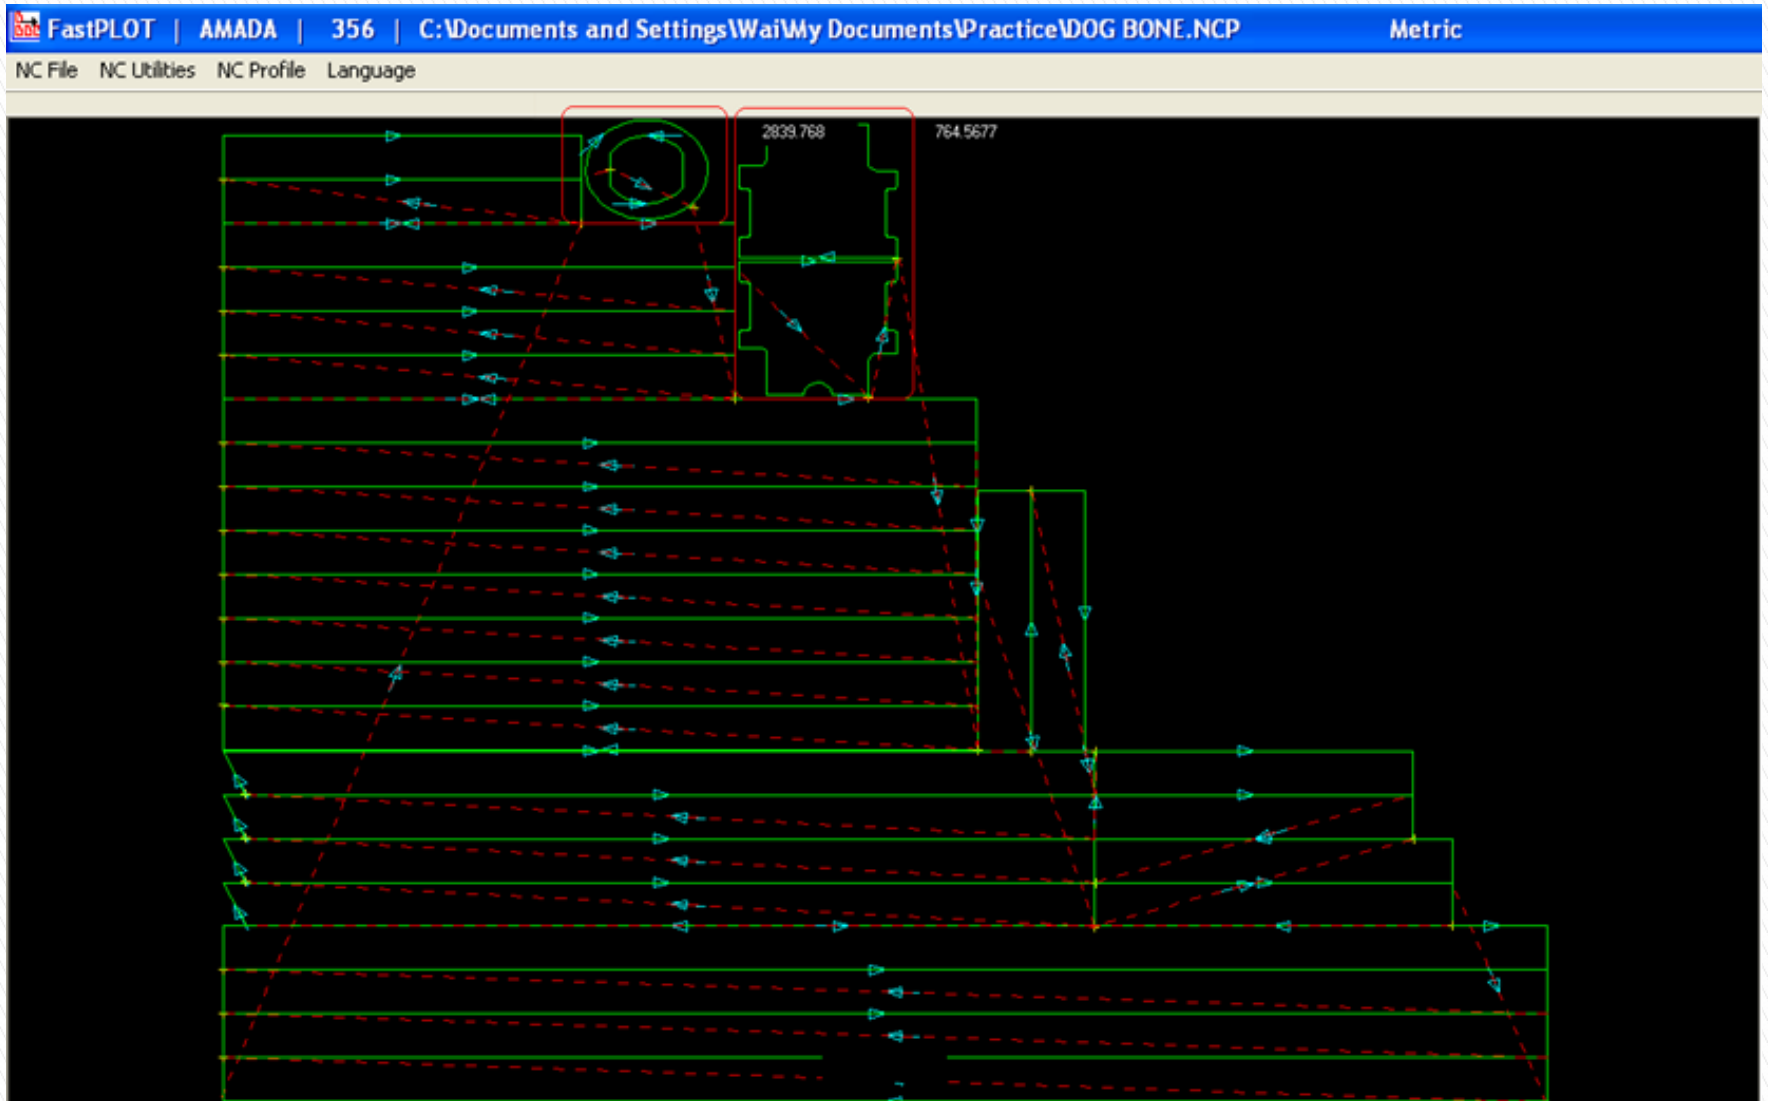 FastPLOT | AMADA | 356 | C:\Documents and Settings\Wai\My Documents\Practice\DOG BONE.NCP Metric
NC File NC Utilities NC Profile Language
2839.768 764.5677